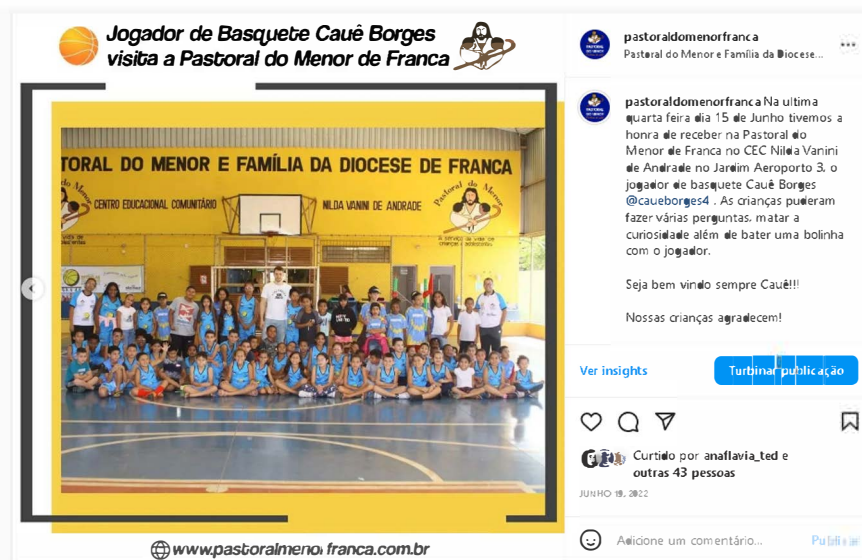 Jogador de Basquete Cauê Borges
visita a Pastoral do Menor de Franca
TORAL DO MENOR E FAMÍLIA DA DIOCESE DE FRANCA
CENTRO EDUCACIONAL COMUNITÁRIO
NILDA VANINI DE ANDRADE
Pastoral do Menor
www.pastoralmenorfranca.com.br
pastoraldomenorfranca
Pastoral do Menor e Família da Diocese...
pastoraldomenorfranca Na ultima
quarta feira dia 15 de Junho tivemos a
honra de receber na Pastoral do
Menor de Franca no CEC Nilda Vanini
de Andrade no Jardim Aeroporto 3, o
jogador de basquete Cauê Borges
@caueborges4 . As crianças puderam
fazer várias perguntas, matar a
curiosidade além de bater uma bolinha
com o jogador.
Seja bem vindo sempre Cauê!!!
Nossas crianças agradecem!
Ver insights
Turbinar publicação
Curtido por anaflavia_ted e
outras 43 pessoas
JUNHO 19, 2022
Adicione um comentário...